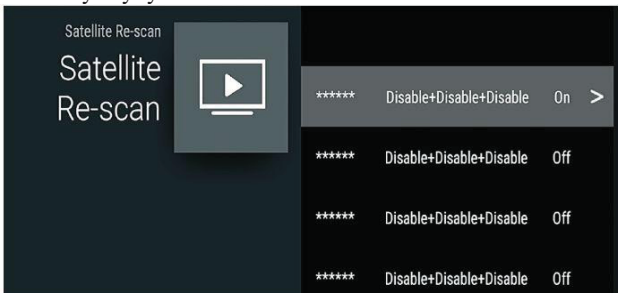 Satellite Re-scan
Satellite
Re-scan
****** Disable+Disable+Disable On >
****** Disable+Disable+Disable Off
****** Disable+Disable+Disable Off
****** Disable+Disable+Disable Off